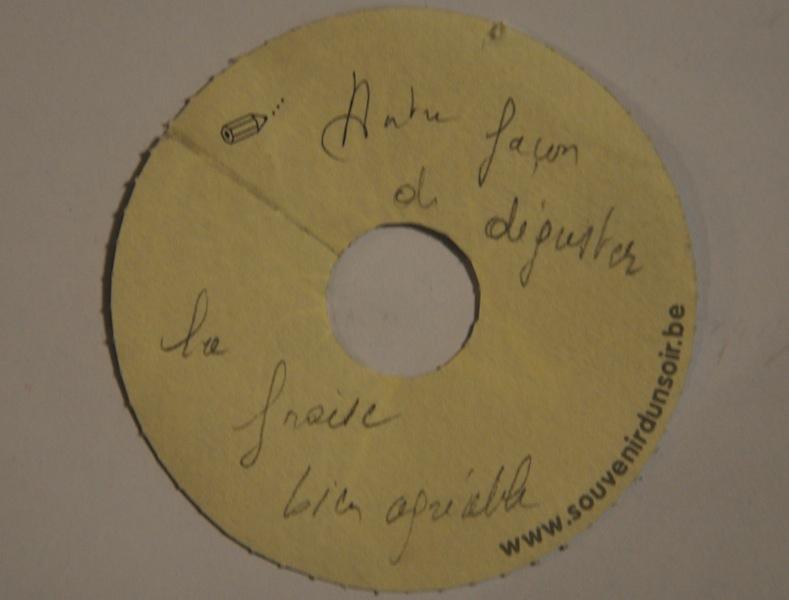 Autre façon
de déguster
la
fraise
bien agréable
www.souvenirdunsoir.be